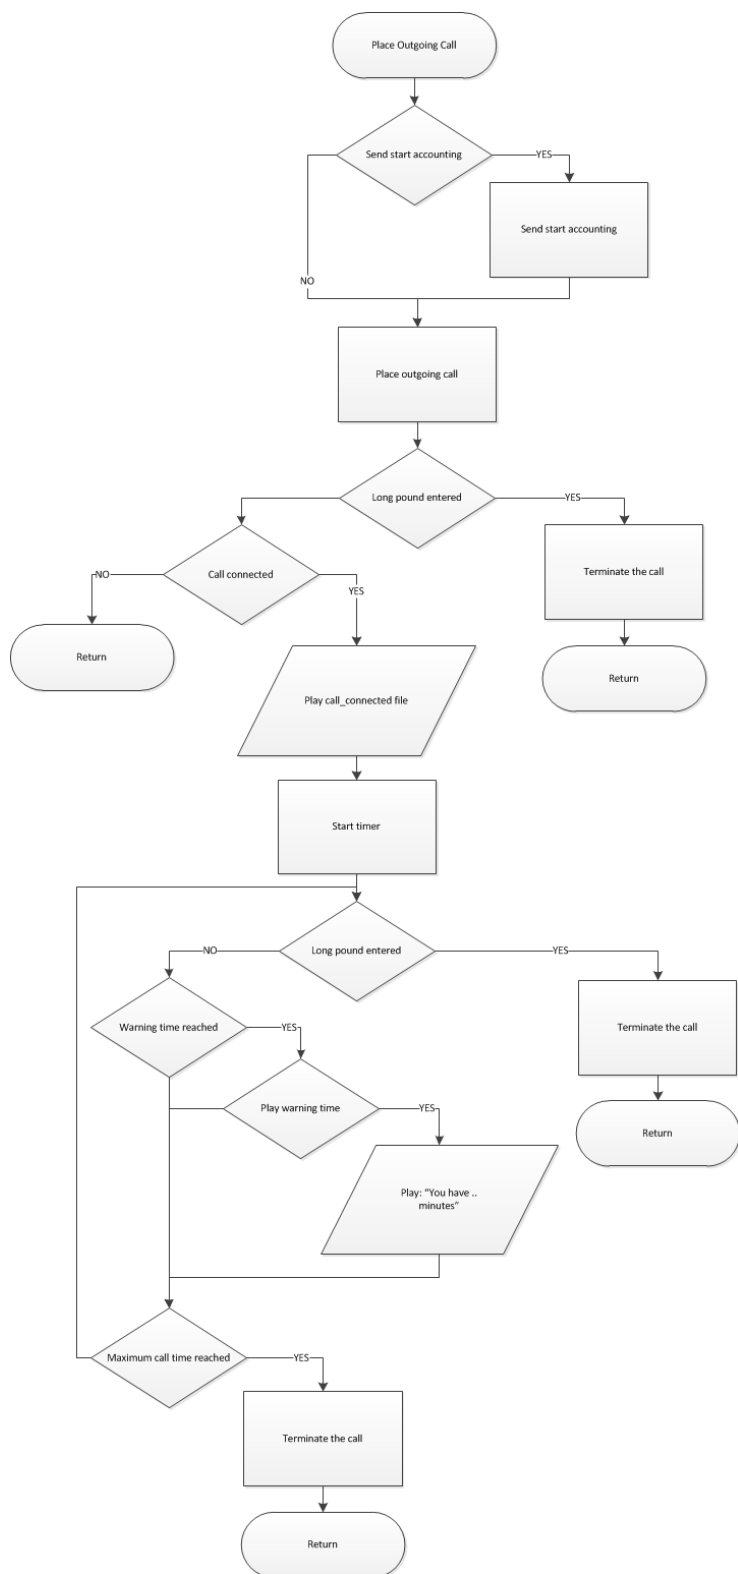 Place Outgoing Call
Send start accounting
YES
Send start accounting
NO
Place outgoing call
Long pound entered
YES
Call connected
NO
YES
Terminate the call
Return
Return
Play call_connected file
Start timer
Long pound entered
NO
YES
Warning time reached
YES
Terminate the call
Play warning time
YES
Return
Play: “You have ..
minutes”
Maximum call time reached
YES
Terminate the call
Return